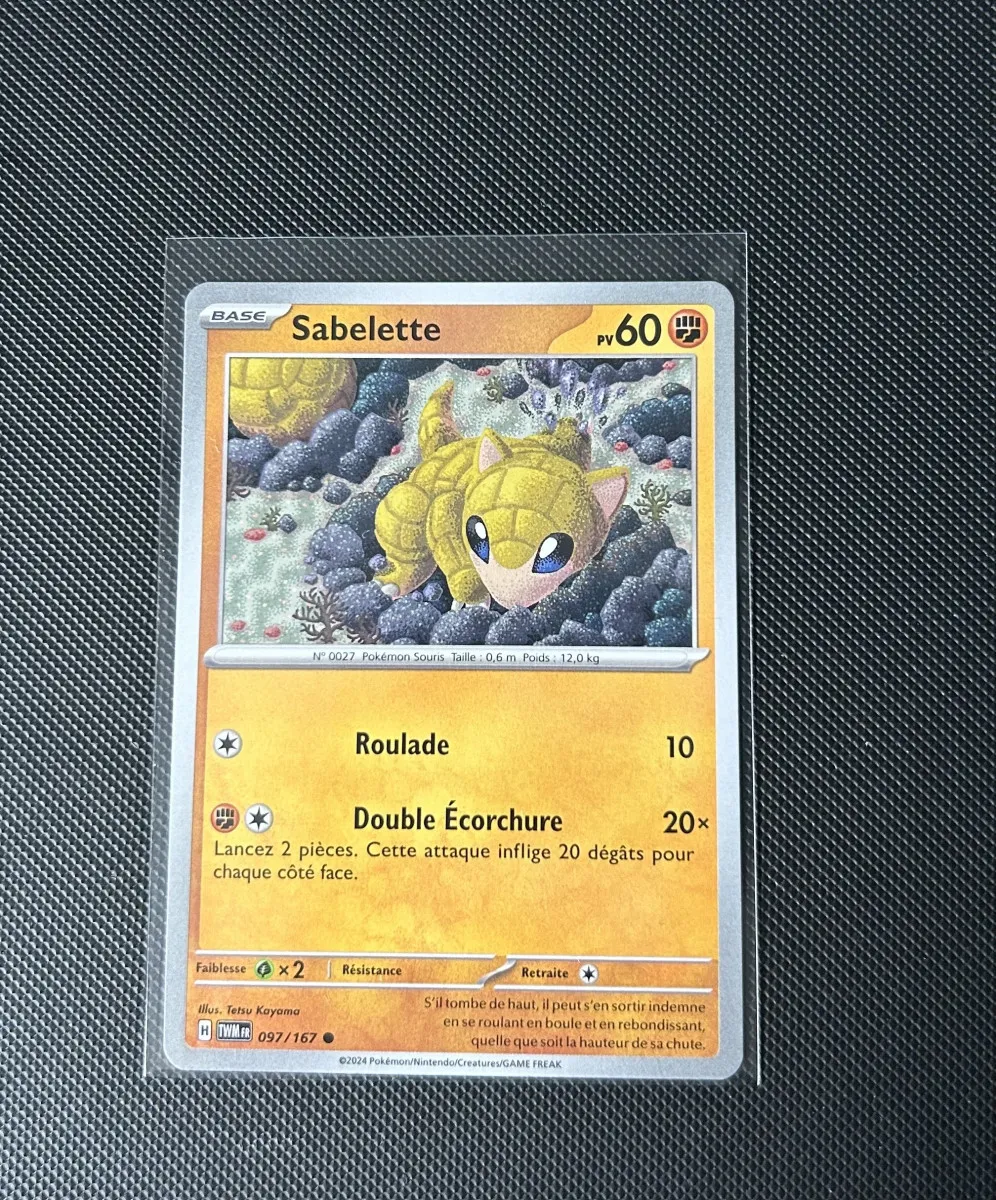 BASE Sabelette PV60
N° 0027 Pokémon Souris Taille : 0,6 m Poids : 12,0 kg
Roulade 10
Double Écorchure 20×
Lancez 2 pièces. Cette attaque inflige 20 dégâts pour
chaque côté face.
Faiblesse ×2 Résistance Retraite
Illus. Tetsu Kayama
H TWM FR 097/167
S'il tombe de haut, il peut s'en sortir indemne
en se roulant en boule et en rebondissant,
quelle que soit la hauteur de sa chute.
©2024 Pokémon/Nintendo/Creatures/GAME FREAK